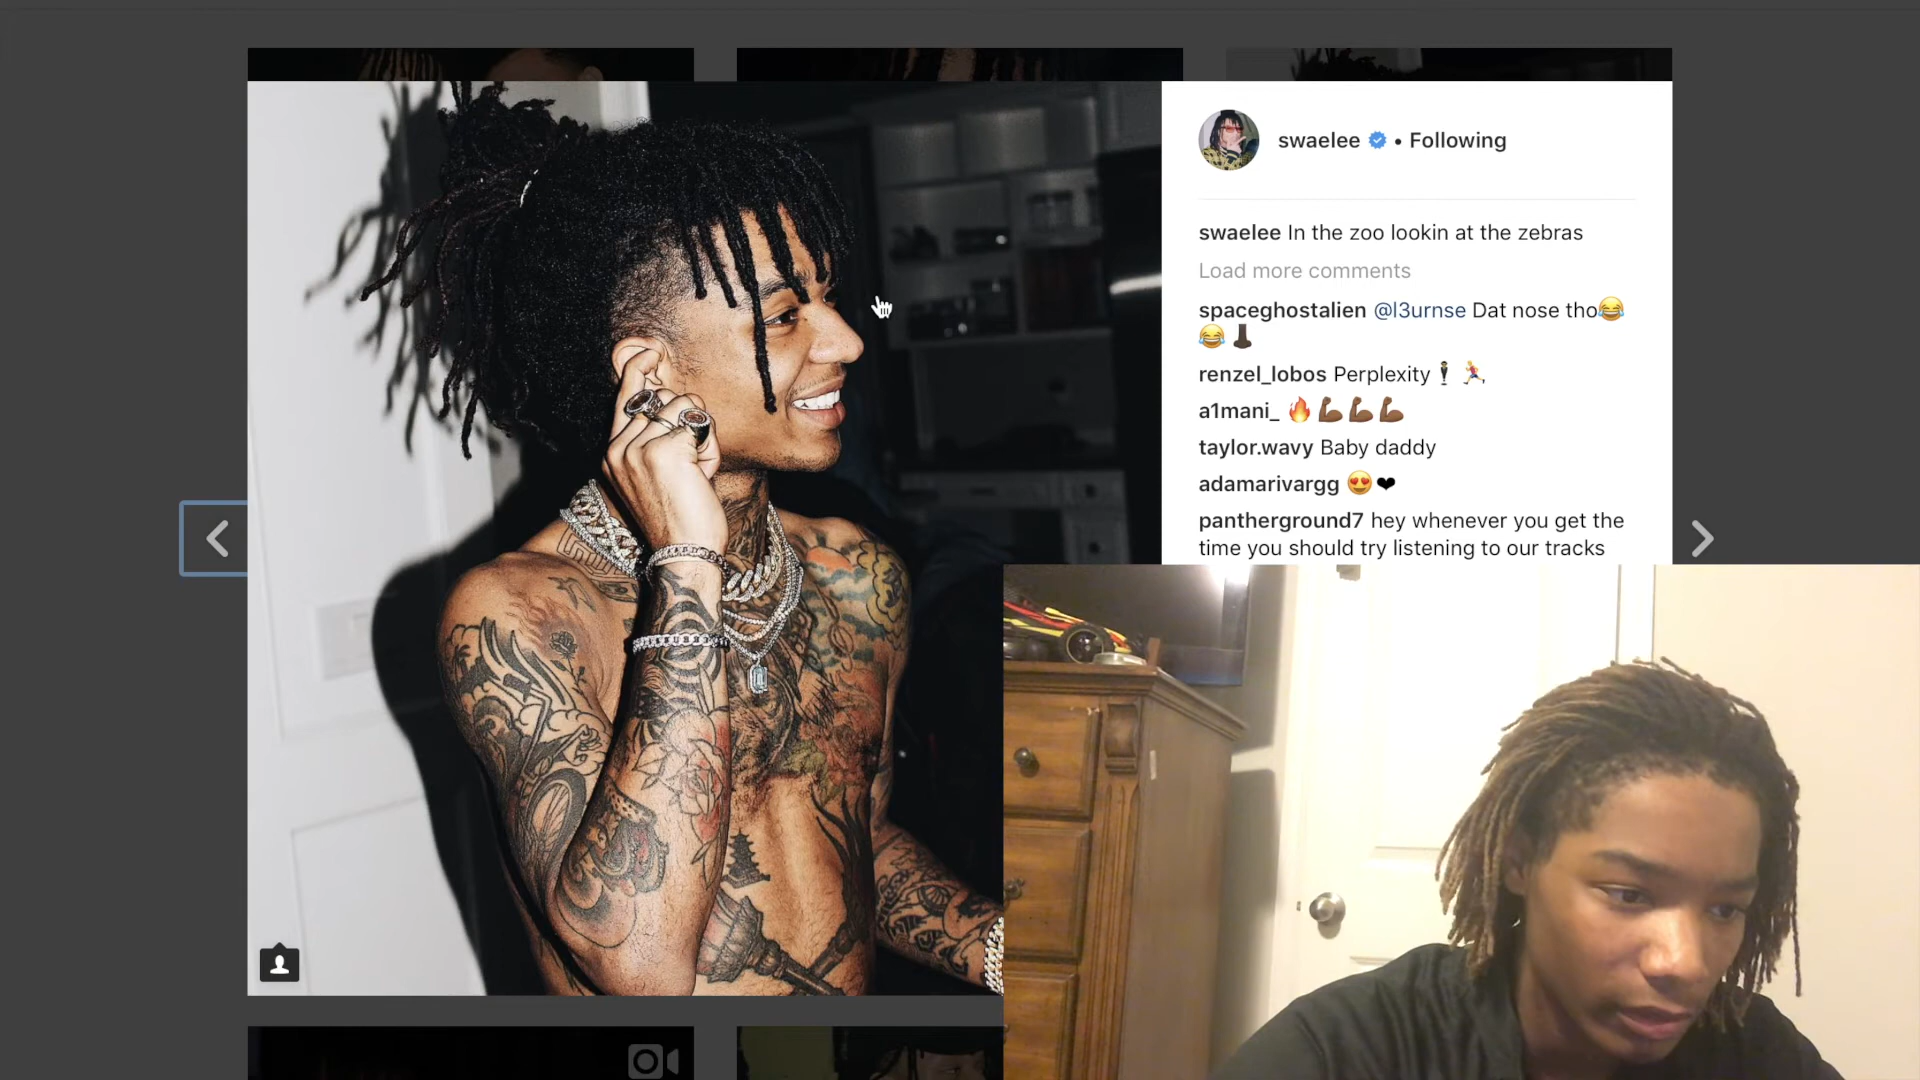 swaelee • Following
swaelee In the zoo lookin at the zebras
Load more comments
spaceghostalien @l3urnse Dat nose tho😂
😂👃🏿
renzel_lobos Perplexity🕴🏃
a1mani_ 🔥💪🏾💪🏾💪🏾
taylor.wavy Baby daddy
adamarivargg 😍❤
pantherground7 hey whenever you get the
time you should try listening to our tracks